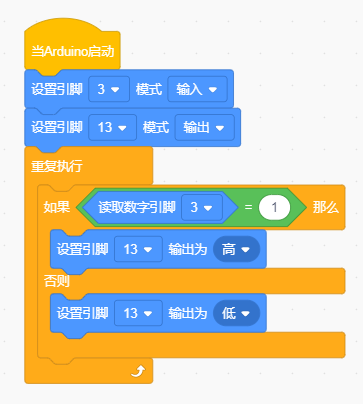 当Arduino启动
设置引脚 3 模式 输入
设置引脚 13 模式 输出
重复执行
如果 读取数字引脚 3 = 1 那么
设置引脚 13 输出为 高
否则
设置引脚 13 输出为 低